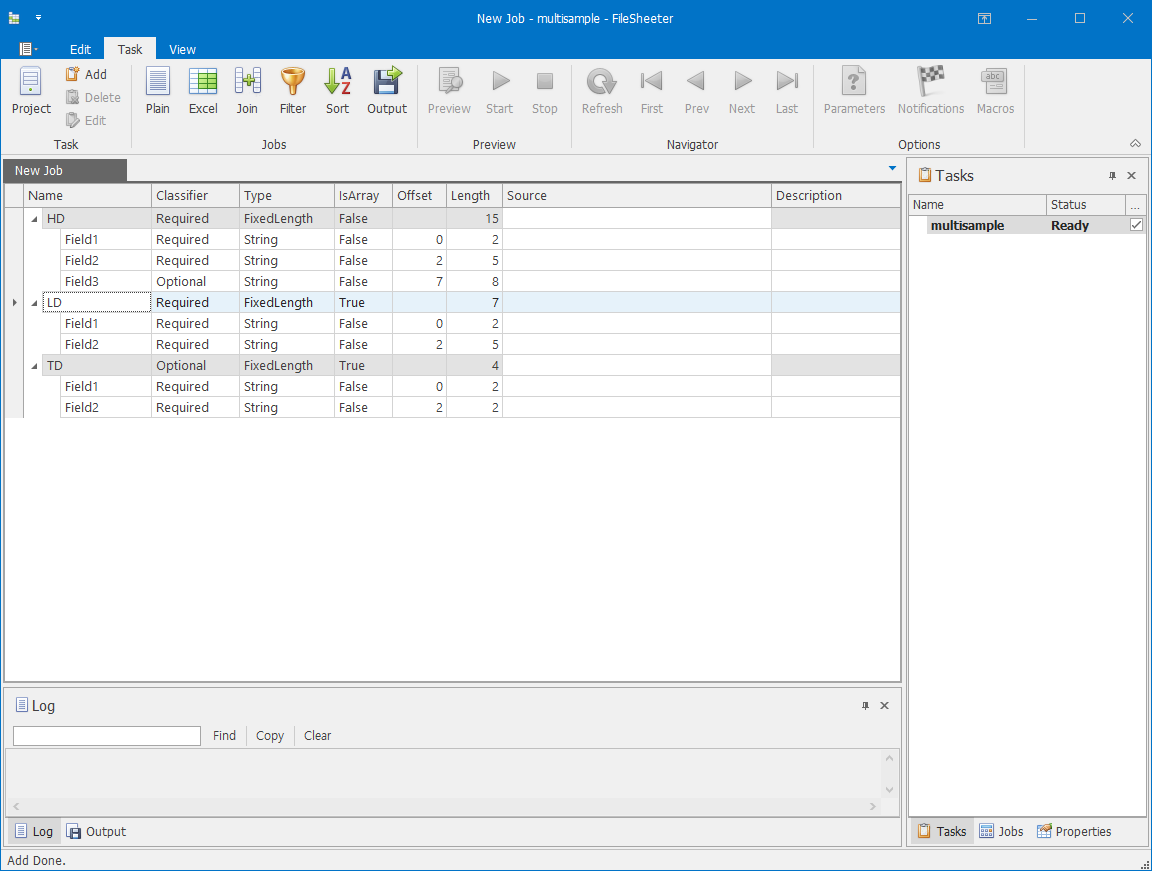 New Job - multisample - FileSheeter
Edit Task View
Project Add Delete Edit Plain Excel Join Filter Sort Output Preview Start Stop Refresh First Prev Next Last Parameters Notifications Macros
Task Jobs Preview Navigator Options
New Job
Name Classifier Type IsArray Offset Length Source Description
HD Required FixedLength False 15
Field1 Required String False 0 2
Field2 Required String False 2 5
Field3 Optional String False 7 8
LD Required FixedLength True 7
Field1 Required String False 0 2
Field2 Required String False 2 5
TD Optional FixedLength True 4
Field1 Required String False 0 2
Field2 Required String False 2 2
Tasks
Name Status ...
multisample Ready
Log
Find Copy Clear
Log Output
Tasks Jobs Properties
Add Done.